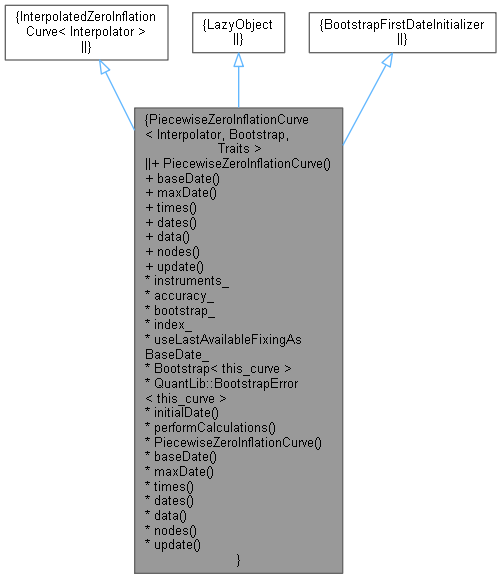 {InterpolatedZeroInflation
Curve< Interpolator >
||}
{LazyObject
||}
{BootstrapFirstDateInitializer
||}
{PiecewiseZeroInflationCurve
< Interpolator, Bootstrap,
Traits >
||+ PiecewiseZeroInflationCurve()
+ baseDate()
+ maxDate()
+ times()
+ dates()
+ data()
+ nodes()
+ update()
* instruments_
* accuracy_
* bootstrap_
* index_
* useLastAvailableFixingAs
BaseDate_
* Bootstrap< this_curve >
* QuantLib::BootstrapError
< this_curve >
* initialDate()
* performCalculations()
* PiecewiseZeroInflationCurve()
* baseDate()
* maxDate()
* times()
* dates()
* data()
* nodes()
* update()
}